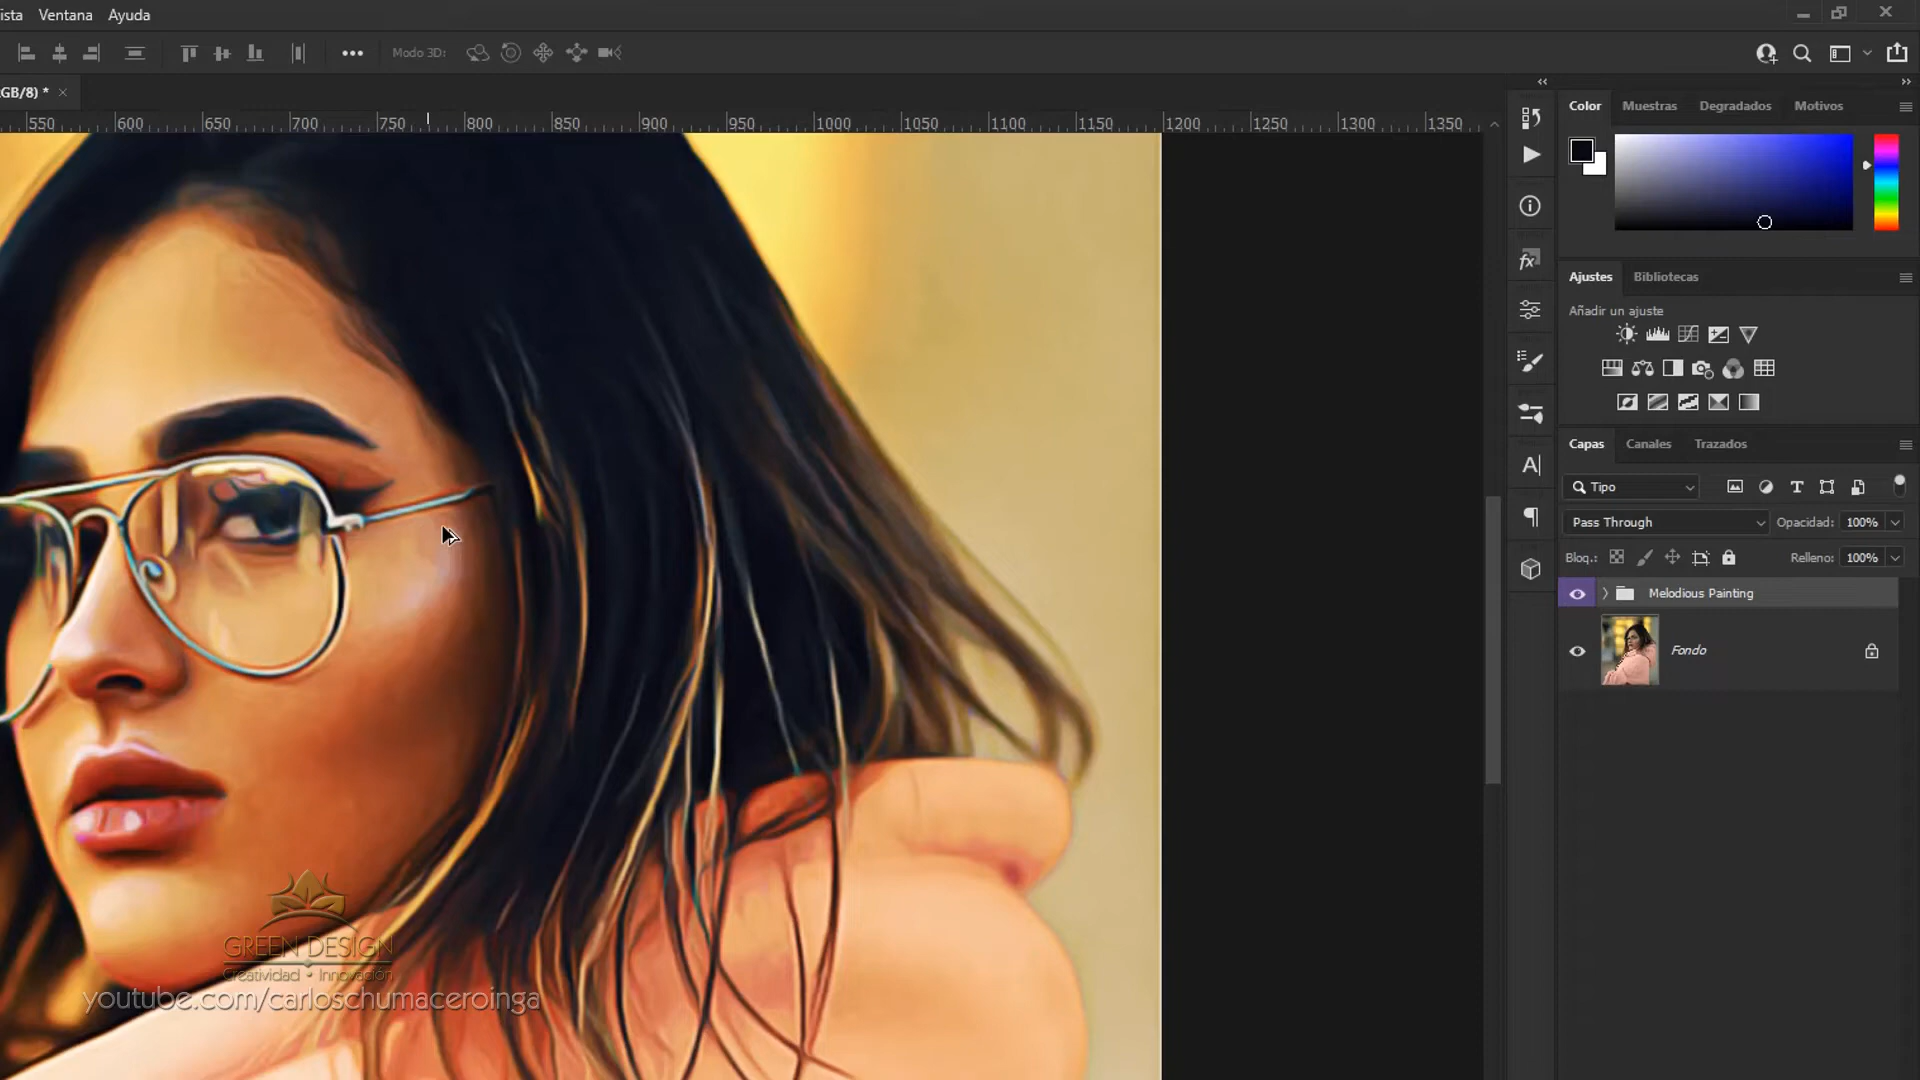 ista Ventana Ayuda
Modo 3D:
GB/8) *
550 600 650 700 750 800 850 900 950 1000 1050 1100 1150 1200 1250 1300 1350
Color Muestras Degradados Motivos
Ajustes Bibliotecas
Añadir un ajuste
Capas Canales Trazados
Tipo
Pass Through Opacidad: 100%
Bloq.: Relleno: 100%
Melodious Painting
Fondo
GREEN DESIGN
Creatividad • Innovación
youtube.com/carloschumaceroinga